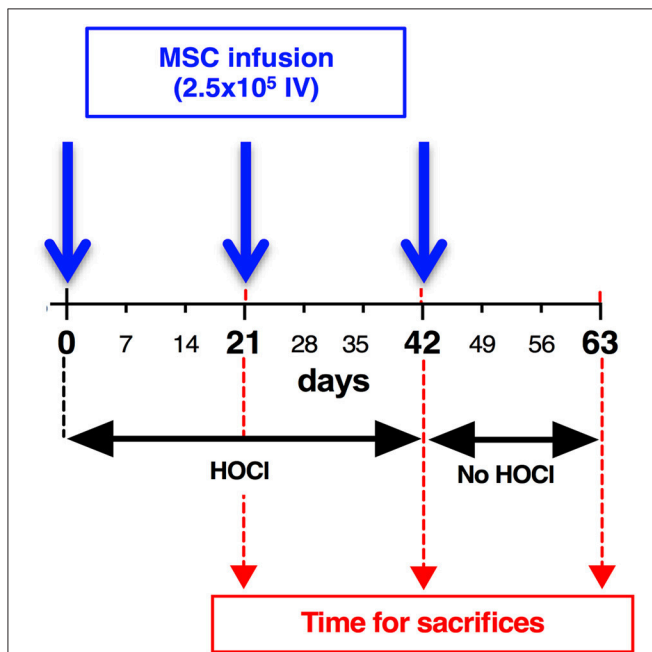 MSC infusion
(2.5x10⁵ IV)
0 7 14 21 28 35 42 49 56 63
days
HOCl
No HOCl
Time for sacrifices